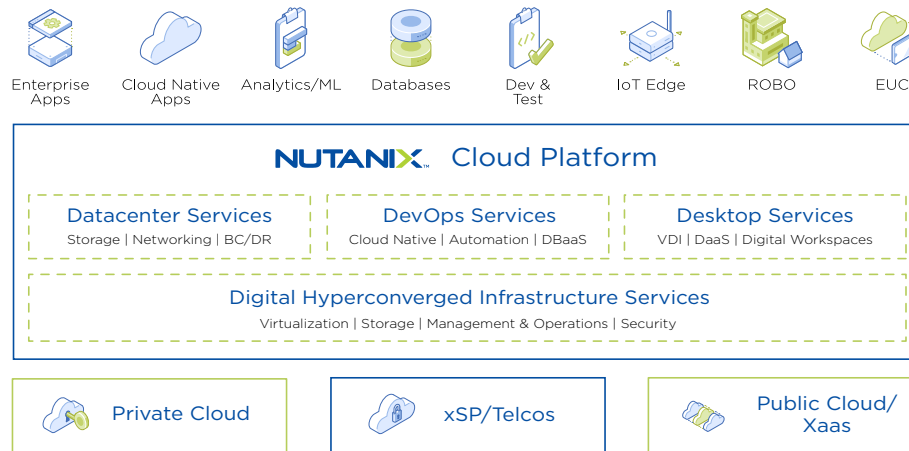 Enterprise
Apps
Cloud Native
Apps
Analytics/ML
Databases
Dev &
Test
IoT Edge
ROBO
EUC
NUTANIX™ Cloud Platform
Datacenter Services
Storage | Networking | BC/DR
DevOps Services
Cloud Native | Automation | DBaaS
Desktop Services
VDI | DaaS | Digital Workspaces
Digital Hyperconverged Infrastructure Services
Virtualization | Storage | Management & Operations | Security
Private Cloud
xSP/Telcos
Public Cloud/
Xaas